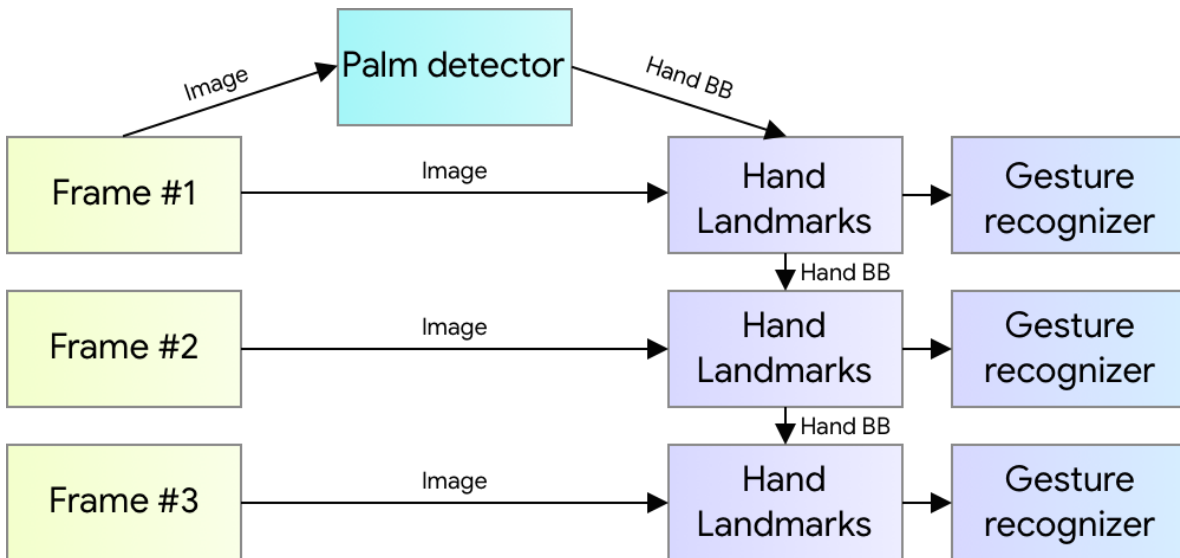 Palm detector
Image
Hand BB
Frame #1
Image
Hand
Landmarks
Gesture
recognizer
Hand BB
Frame #2
Image
Hand
Landmarks
Gesture
recognizer
Hand BB
Frame #3
Image
Hand
Landmarks
Gesture
recognizer